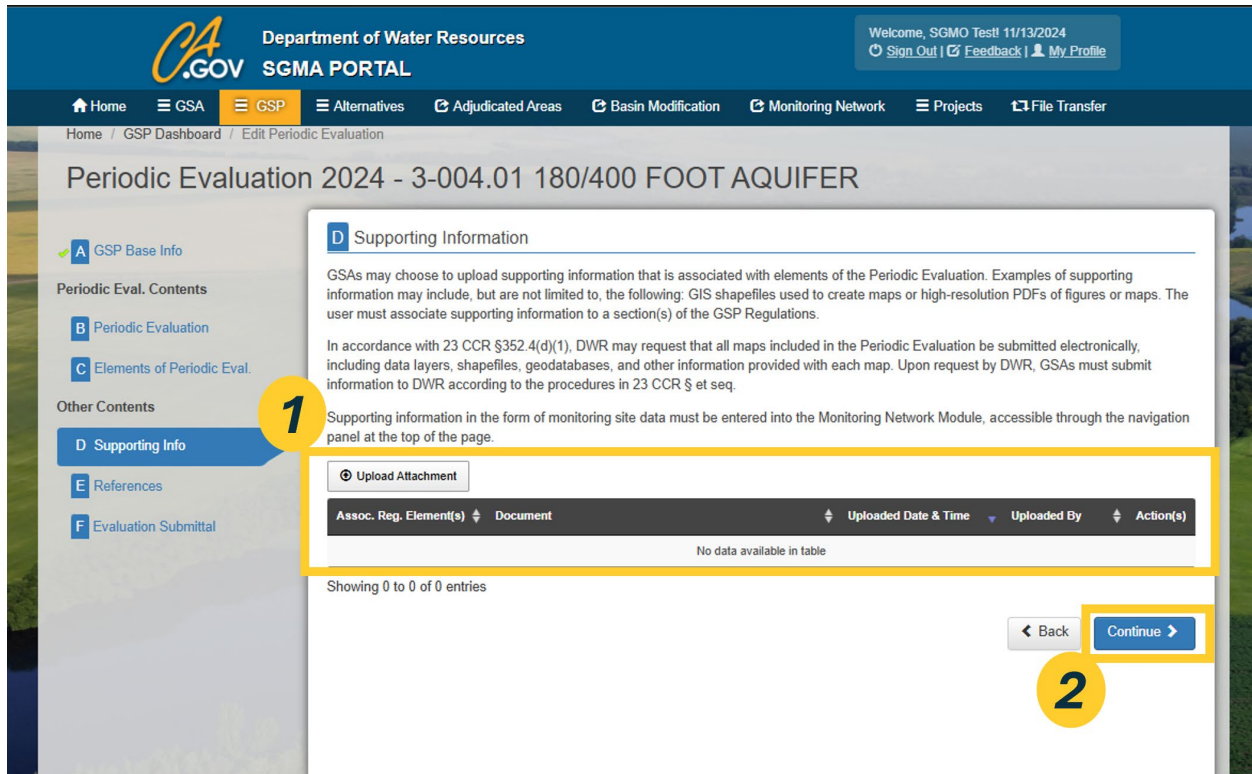 CA
.GOV
Department of Water Resources
SGMA PORTAL
Welcome, SGMO Test! 11/13/2024
Sign Out | Feedback | My Profile
Home GSA GSP Alternatives Adjudicated Areas Basin Modification Monitoring Network Projects File Transfer
Home / GSP Dashboard / Edit Periodic Evaluation
Periodic Evaluation 2024 - 3-004.01 180/400 FOOT AQUIFER
A GSP Base Info
Periodic Eval. Contents
B Periodic Evaluation
C Elements of Periodic Eval.
Other Contents
D Supporting Info
E References
F Evaluation Submittal
D Supporting Information
GSAs may choose to upload supporting information that is associated with elements of the Periodic Evaluation. Examples of supporting
information may include, but are not limited to, the following: GIS shapefiles used to create maps or high-resolution PDFs of figures or maps. The
user must associate supporting information to a section(s) of the GSP Regulations.
In accordance with 23 CCR §352.4(d)(1), DWR may request that all maps included in the Periodic Evaluation be submitted electronically,
including data layers, shapefiles, geodatabases, and other information provided with each map. Upon request by DWR, GSAs must submit
information to DWR according to the procedures in 23 CCR § et seq.
Supporting information in the form of monitoring site data must be entered into the Monitoring Network Module, accessible through the navigation
panel at the top of the page.
1
Upload Attachment
Assoc. Reg. Element(s) Document Uploaded Date & Time Uploaded By Action(s)
No data available in table
Showing 0 to 0 of 0 entries
Back Continue
2